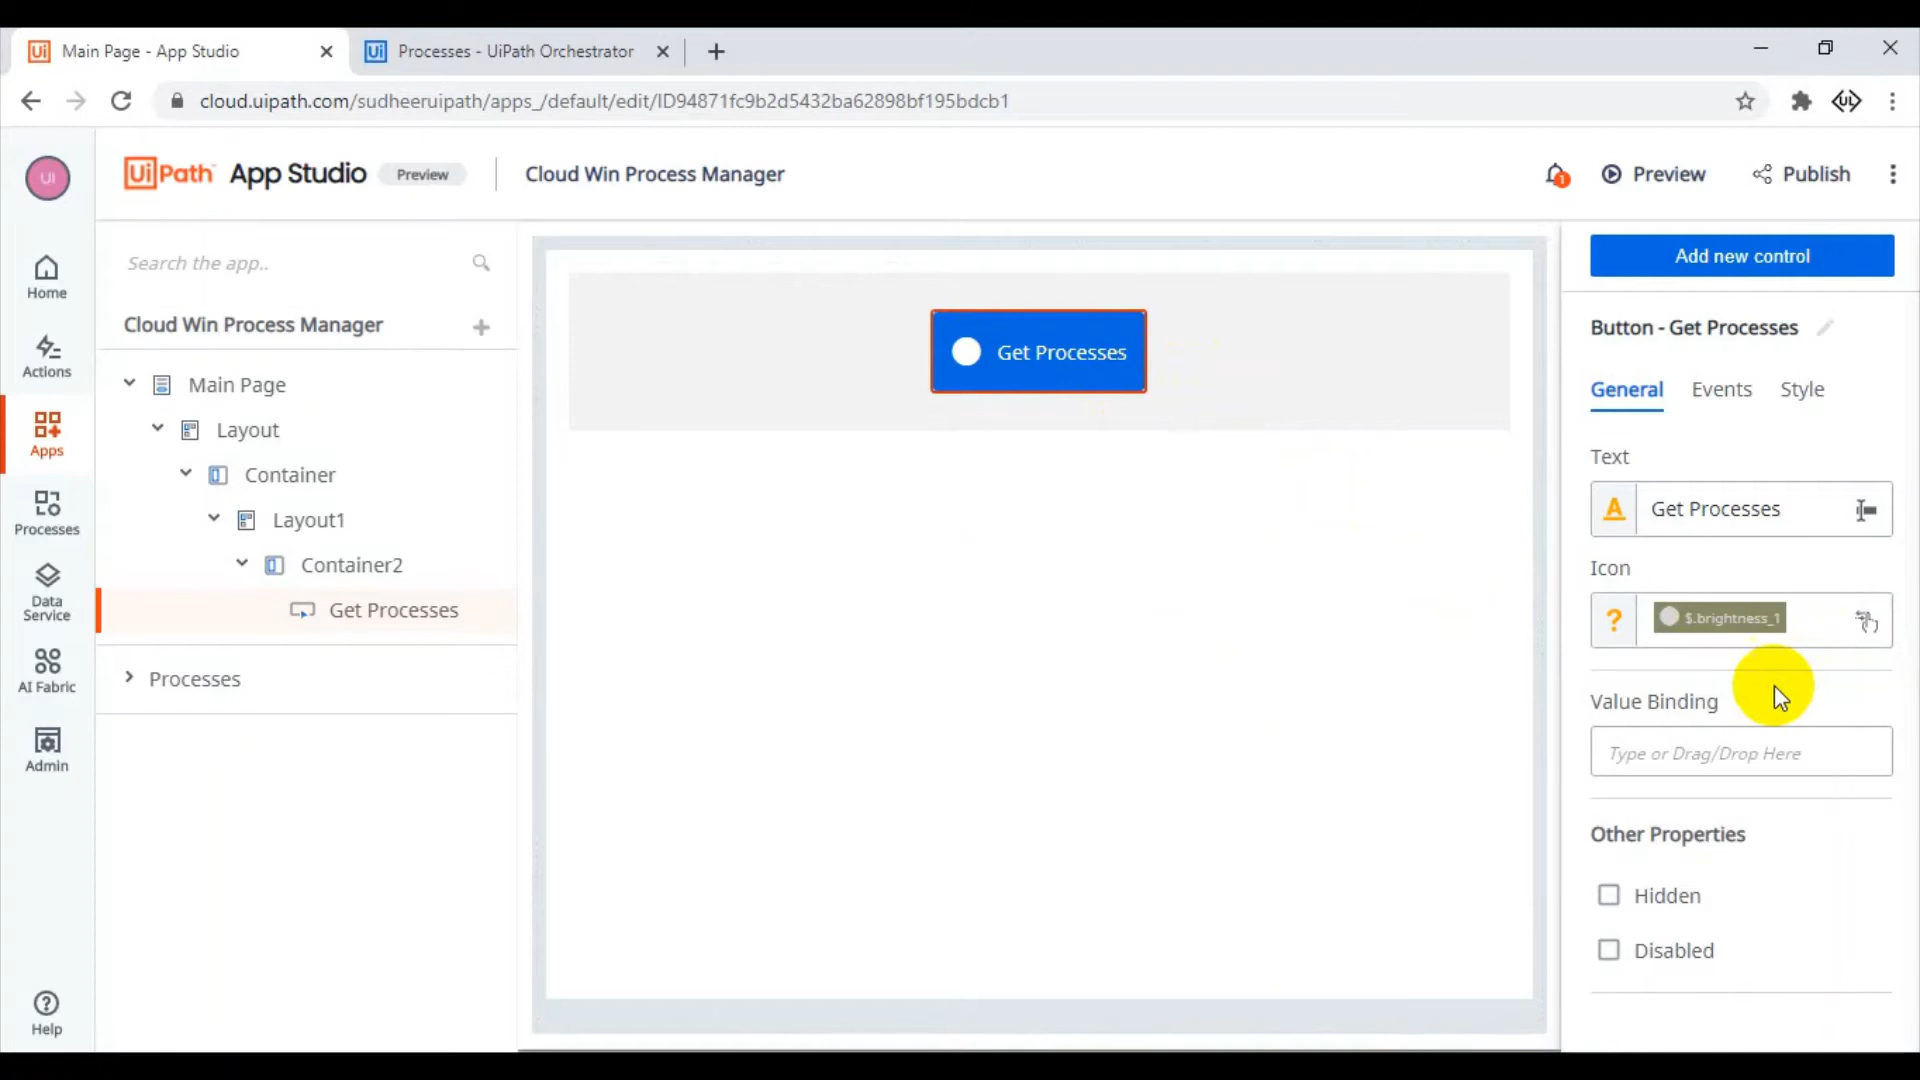 Main Page - App Studio
Processes - UiPath Orchestrator
cloud.uipath.com/sudheeruipath/apps_/default/edit/ID94871fc9b2d5432ba62898bf195bdcb1
UI
UiPath App Studio
Preview
Cloud Win Process Manager
1
Preview
Publish
Home
Actions
Apps
Processes
Data Service
AI Fabric
Admin
Help
Search the app..
Cloud Win Process Manager
Main Page
Layout
Container
Layout1
Container2
Get Processes
Processes
Get Processes
Add new control
Button - Get Processes
General Events Style
Text
A Get Processes
Icon
? $.brightness_1
Value Binding
Type or Drag/Drop Here
Other Properties
Hidden
Disabled